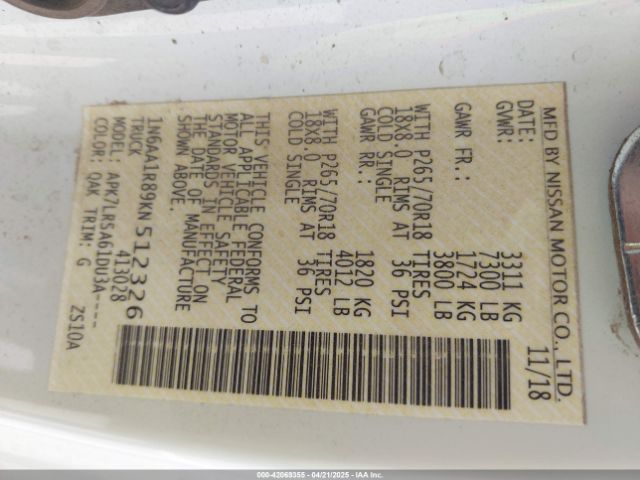 MFD BY NISSAN MOTOR CO., LTD.
DATE: 11/18
GVWR: 3311 KG
7300 LB
GAWR FR.: 1724 KG
3800 LB
WITH P265/70R18 TIRES
18X8.0 RIMS AT 36 PSI
COLD SINGLE
GAWR RR.: 1820 KG
4012 LB
WITH P265/70R18 TIRES
18X8.0 RIMS AT 36 PSI
COLD SINGLE
THIS VEHICLE CONFORMS TO
ALL APPLICABLE FEDERAL
MOTOR VEHICLE SAFETY
STANDARDS IN EFFECT ON
THE DATE OF MANUFACTURE
SHOWN ABOVE.
1N6AA1R89KN512326
TRUCK 413028
MODEL: APK7LR5A61DU3A----
COLOR: QAK TRIM: G ZS10A
000-42069355 - 04/21/2025 - IAAI.com